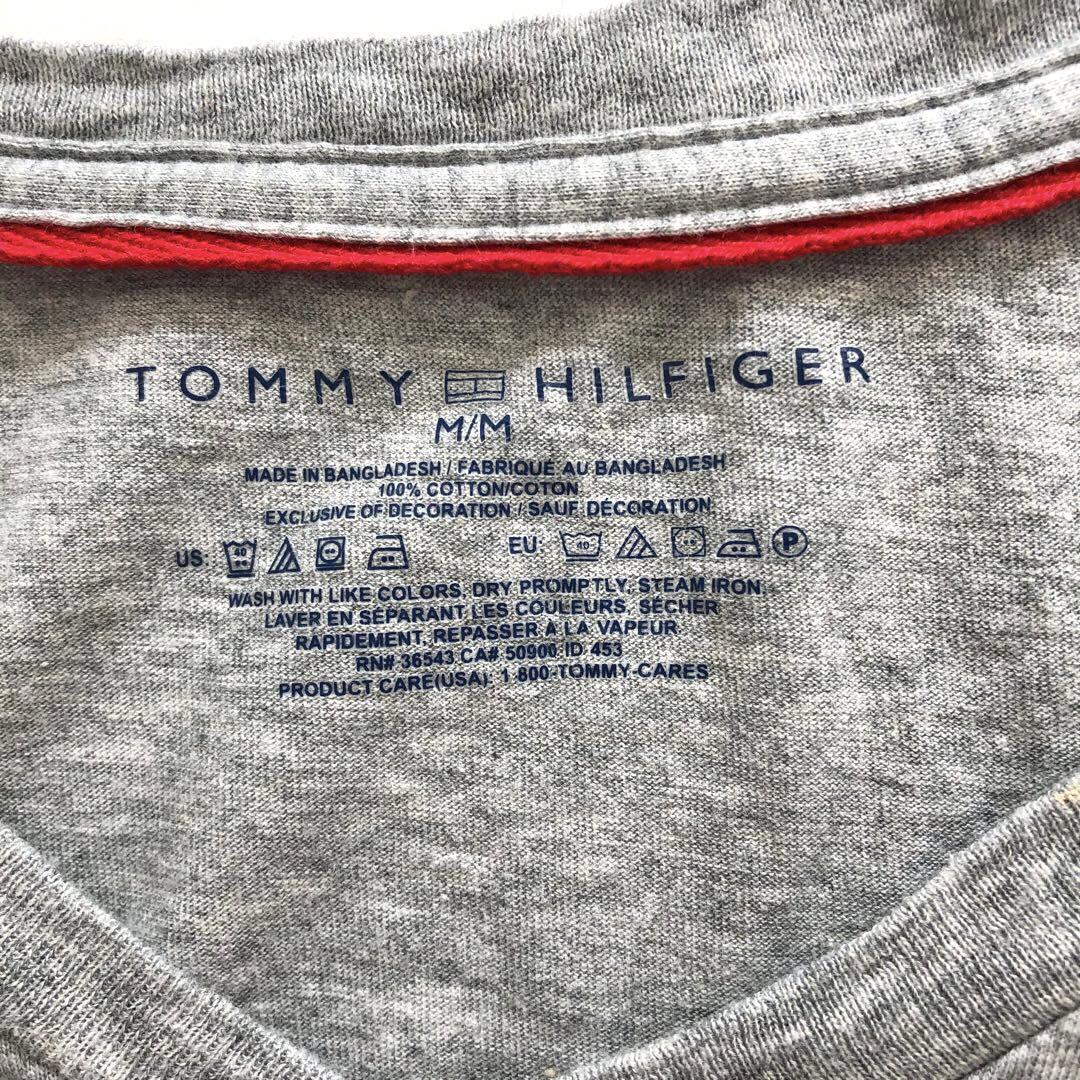 TOMMY HILFIGER
M/M
MADE IN BANGLADESH / FABRIQUÉ AU BANGLADESH
100% COTTON/COTON
EXCLUSIVE OF DECORATION / SAUF DÉCORATION
US: 40 EU: 40 P
WASH WITH LIKE COLORS, DRY PROMPTLY, STEAM IRON,
LAVER EN SÉPARANT LES COULEURS, SÉCHER
RAPIDEMENT, REPASSER À LA VAPEUR
RN# 36543 CA# 50900 ID 453
PRODUCT CARE(USA): 1 800-TOMMY-CARES